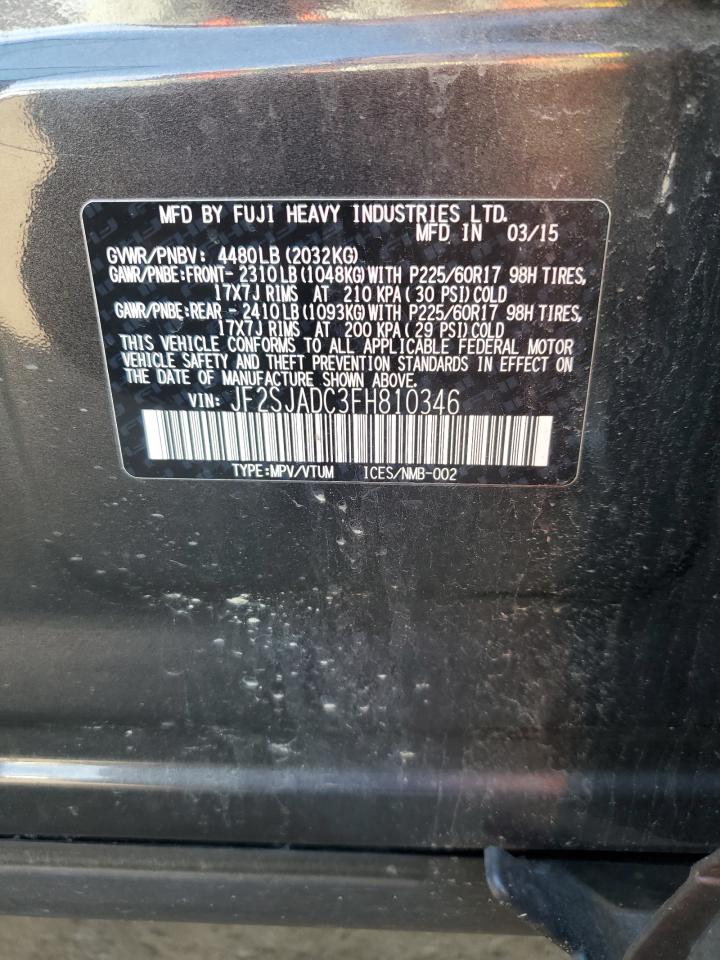 MFD BY FUJI HEAVY INDUSTRIES LTD.
MFD IN 03/15
GVWR/PNBV: 4480LB (2032KG)
GAWR/PNBE:FRONT- 2310LB (1048KG)WITH P225/60R17 98H TIRES,
17X7J RIMS AT 210 KPA (30 PSI)COLD
GAWR/PNBE:REAR - 2410LB (1093KG)WITH P225/60R17 98H TIRES,
17X7J RIMS AT 200 KPA (29 PSI)COLD
THIS VEHICLE CONFORMS TO ALL APPLICABLE FEDERAL MOTOR
VEHICLE SAFETY AND THEFT PREVENTION STANDARDS IN EFFECT ON
THE DATE OF MANUFACTURE SHOWN ABOVE.
VIN: JF2SJADC3FH810346
TYPE:MPV/VTUM ICES/NMB-002